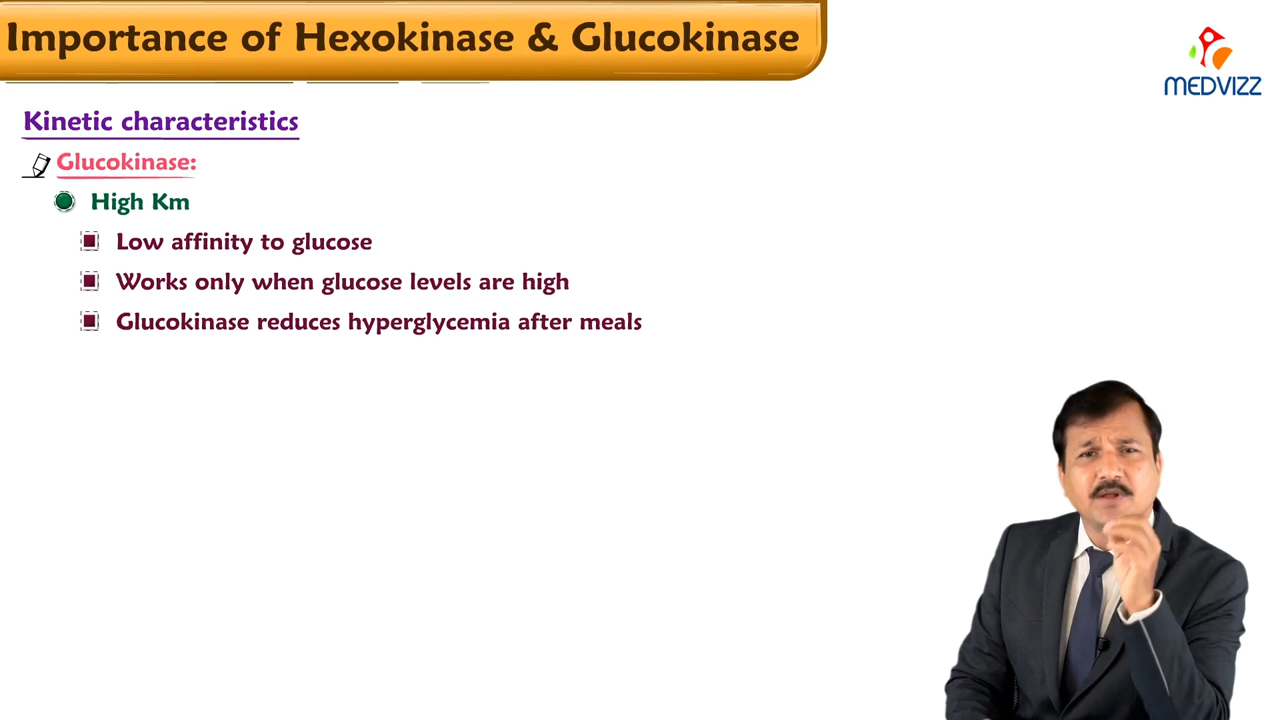 Importance of Hexokinase & Glucokinase
MEDVIZZ
Kinetic characteristics
Glucokinase:
High Km
Low affinity to glucose
Works only when glucose levels are high
Glucokinase reduces hyperglycemia after meals